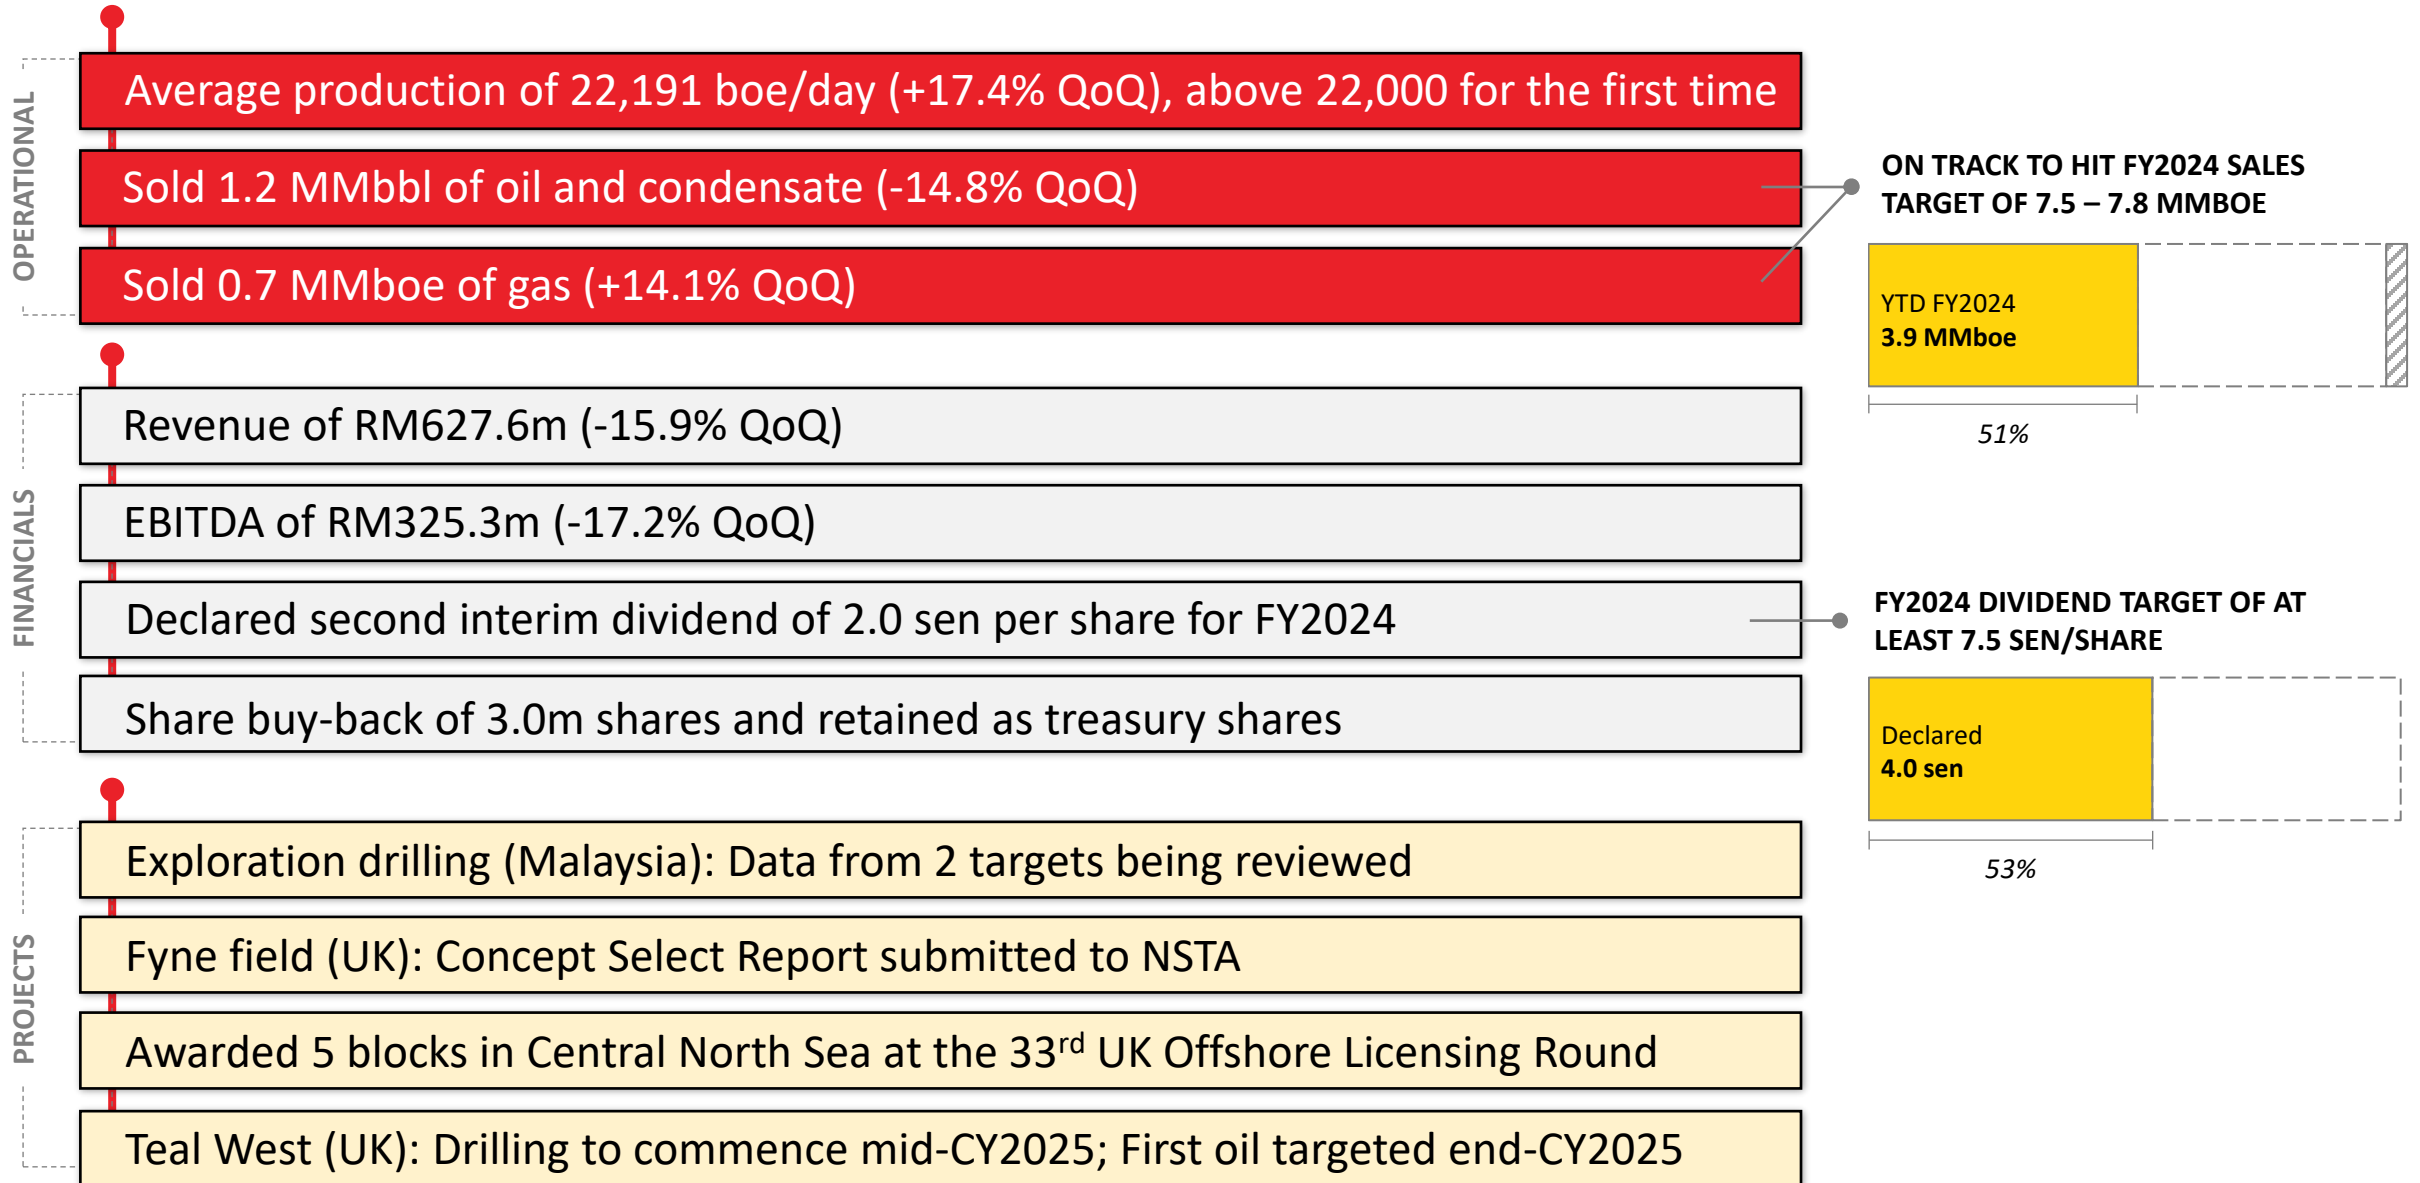 OPERATIONAL
Average production of 22,191 boe/day (+17.4% QoQ), above 22,000 for the first time
Sold 1.2 MMbbl of oil and condensate (-14.8% QoQ)
Sold 0.7 MMboe of gas (+14.1% QoQ)
ON TRACK TO HIT FY2024 SALES
TARGET OF 7.5 – 7.8 MMBOE
YTD FY2024
3.9 MMboe
51%
FINANCIALS
Revenue of RM627.6m (-15.9% QoQ)
EBITDA of RM325.3m (-17.2% QoQ)
Declared second interim dividend of 2.0 sen per share for FY2024
Share buy-back of 3.0m shares and retained as treasury shares
FY2024 DIVIDEND TARGET OF AT
LEAST 7.5 SEN/SHARE
Declared
4.0 sen
53%
PROJECTS
Exploration drilling (Malaysia): Data from 2 targets being reviewed
Fyne field (UK): Concept Select Report submitted to NSTA
Awarded 5 blocks in Central North Sea at the 33rd UK Offshore Licensing Round
Teal West (UK): Drilling to commence mid-CY2025; First oil targeted end-CY2025